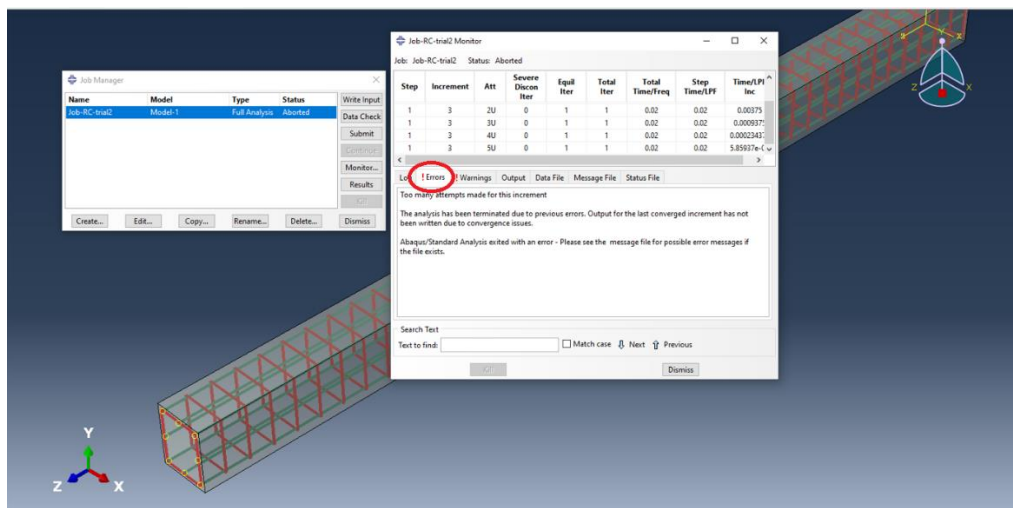 Job Manager
Name Model Type Status
Job-RC-trial2 Model-1 Full Analysis Aborted
Write Input
Data Check
Submit
Continue
Monitor...
Results
Kill
Create... Edit... Copy... Rename... Delete... Dismiss
Job-RC-trial2 Monitor
Job: Job-RC-trial2 Status: Aborted
Step Increment Att Severe Discon Iter Equil Iter Total Iter Total Time/Freq Step Time/LPF Time/LPF Inc
1 3 2U 0 1 1 0.02 0.02 0.00375
1 3 3U 0 1 1 0.02 0.02 0.0009375
1 3 4U 0 1 1 0.02 0.02 0.00023437
1 3 5U 0 1 1 0.02 0.02
! Errors ! Warnings Output Data File Message File Status File
Too many attempts made for this increment
The analysis has been terminated due to previous errors. Output for the last converged increment has not
been written due to convergence issues.
Abaqus/Standard Analysis exited with an error - Please see the message file for possible error messages if
the file exists.
Search Text
Text to find: Match case Next Previous
Kill Dismiss
Y
Z X
Y
X
Z X